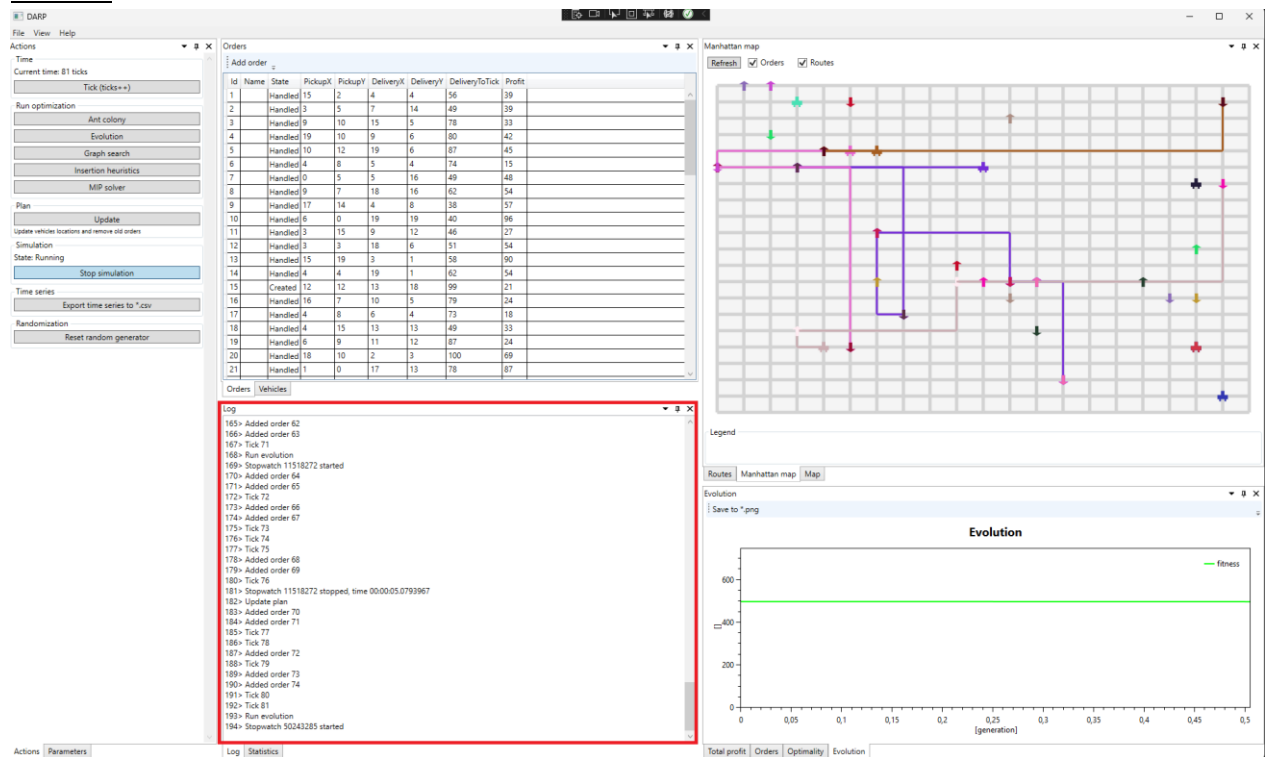 DARP
File View Help
Actions
Time
Current time: 81 ticks
Tick (ticks++)
Run optimization
Ant colony
Evolution
Graph search
Insertion heuristics
MIP solver
Plan
Update
Update vehicles locations and remove old orders
Simulation
State: Running
Stop simulation
Time series
Export time series to *.csv
Randomization
Reset random generator
Actions Parameters
Orders
Add order
Id Name State PickupX PickupY DeliveryX DeliveryY DeliveryToTick Profit
1 Handled 15 2 4 4 56 39
2 Handled 3 5 7 14 49 39
3 Handled 9 10 15 5 78 33
4 Handled 19 10 9 6 80 42
5 Handled 10 12 19 6 87 45
6 Handled 4 8 5 4 74 15
7 Handled 0 5 5 16 49 48
8 Handled 9 7 18 16 62 54
9 Handled 17 14 4 8 38 57
10 Handled 6 0 19 19 40 96
11 Handled 3 15 9 12 46 27
12 Handled 3 3 18 6 51 54
13 Handled 15 19 3 1 58 90
14 Handled 4 4 19 1 62 54
15 Created 12 12 13 18 99 21
16 Handled 16 7 10 5 79 24
17 Handled 4 8 6 4 73 18
18 Handled 4 15 13 13 49 33
19 Handled 6 9 11 12 87 24
20 Handled 18 10 2 3 100 69
21 Handled 1 0 17 13 78 87
Orders Vehicles
Log
165> Added order 62
166> Added order 63
167> Tick 71
168> Run evolution
169> Stopwatch 11518272 started
170> Added order 64
171> Added order 65
172> Tick 72
173> Added order 66
174> Added order 67
175> Tick 73
176> Tick 74
177> Tick 75
178> Added order 68
179> Added order 69
180> Tick 76
181> Stopwatch 11518272 stopped, time 00:00:05.0793967
182> Update plan
183> Added order 70
184> Added order 71
185> Tick 77
186> Tick 78
187> Added order 72
188> Tick 79
189> Added order 73
190> Added order 74
191> Tick 80
192> Tick 81
193> Run evolution
194> Stopwatch 50243285 started
Log Statistics
Manhattan map
Refresh Orders Routes
Legend
Routes Manhattan map Map
Evolution
Save to *.png
Evolution
fitness
600
400
200
0
[]
0 0,05 0,1 0,15 0,2 0,25 0,3 0,35 0,4 0,45 0,5
[generation]
Total profit Orders Optimality Evolution